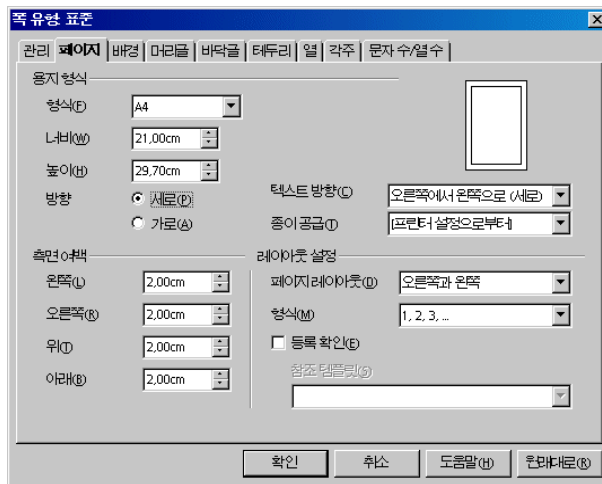 쪽 유형 표준
관리 페이지 배경 머리글 바닥글 테두리 열 각주 문자 수/열 수
용지 형식
형식(F) A4
너비(W) 21,00cm
높이(H) 29,70cm
방향 세로(P) 텍스트 방향(C) 오른쪽에서 왼쪽으로 (세로)
가로(A) 종이 공급(T) [프린터 설정으로부터]
측면 여백 레이아웃 설정
왼쪽(L) 2,00cm 페이지 레이아웃(D) 오른쪽과 왼쪽
오른쪽(R) 2,00cm 형식(M) 1, 2, 3, ...
위(T) 2,00cm 등록 확인(E)
아래(B) 2,00cm 참조 템플릿(S)
확인 취소 도움말(H) 원래대로(R)